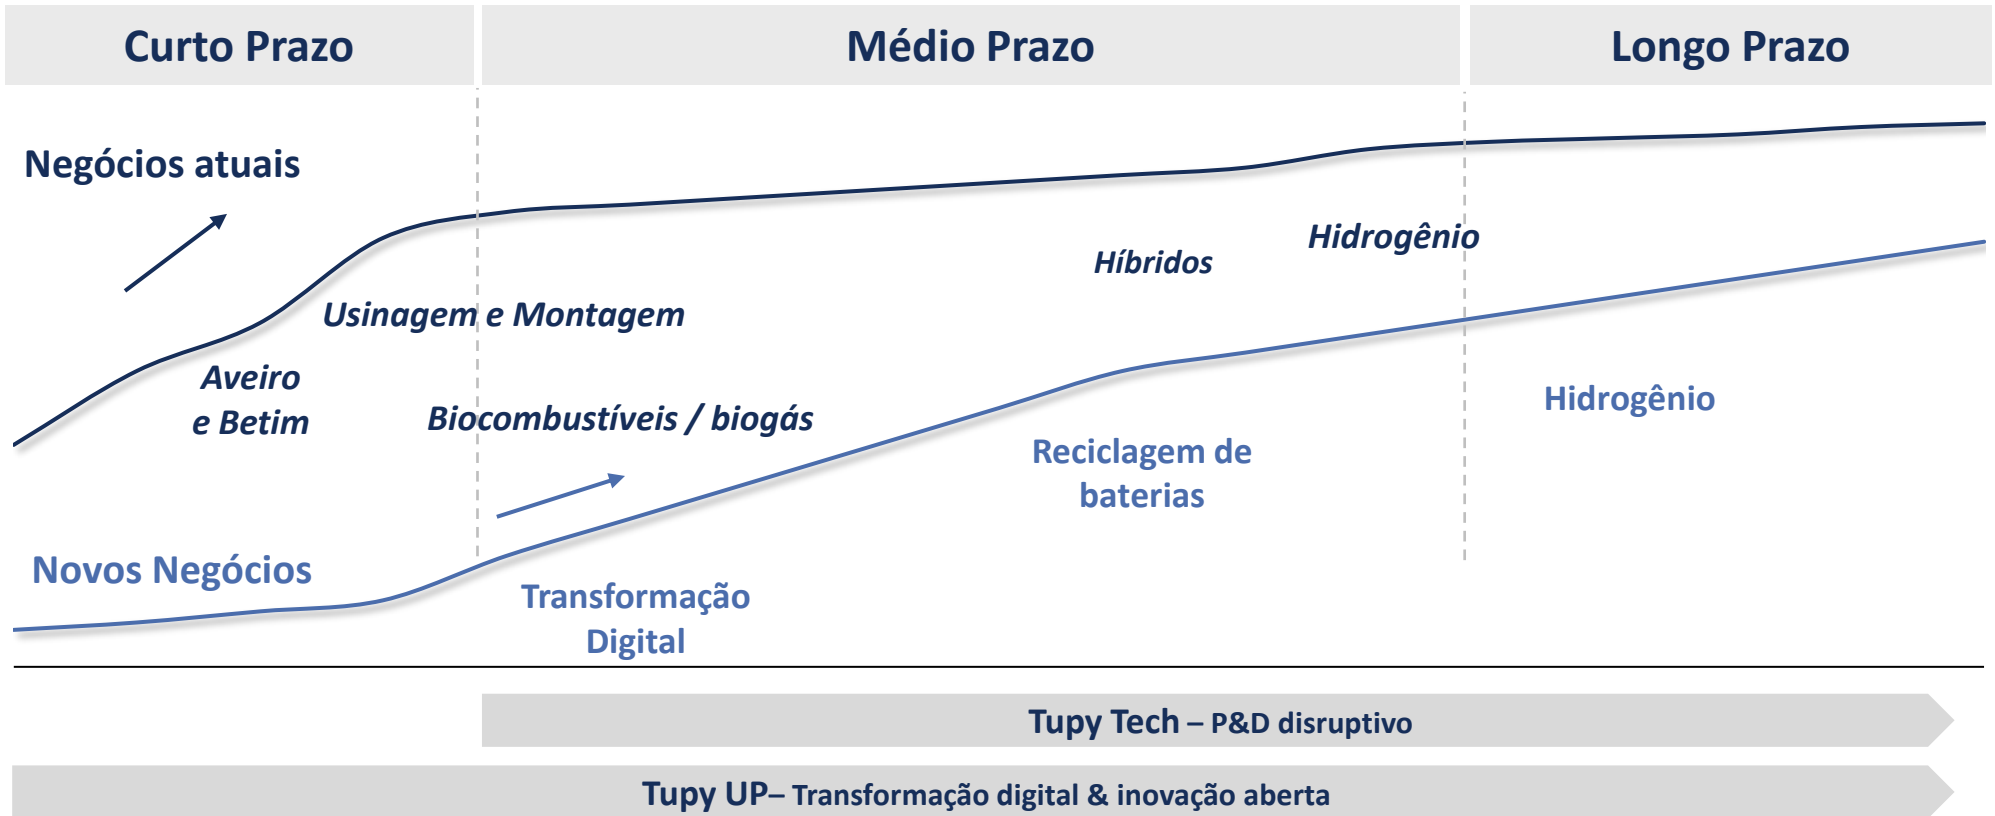 Curto Prazo
Médio Prazo
Longo Prazo
Negócios atuais
Hidrogênio
Híbridos
Usinagem e Montagem
Aveiro
e Betim
Biocombustíveis / biogás
Hidrogênio
Reciclagem de
baterias
Novos Negócios
Transformação
Digital
Tupy Tech – P&D disruptivo
Tupy UP– Transformação digital & inovação aberta